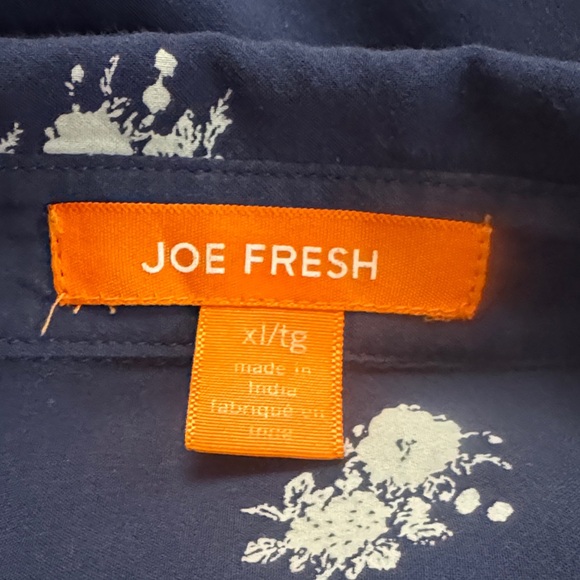 JOE FRESH
xl/tg
made in
India
fabriqué en
Inde